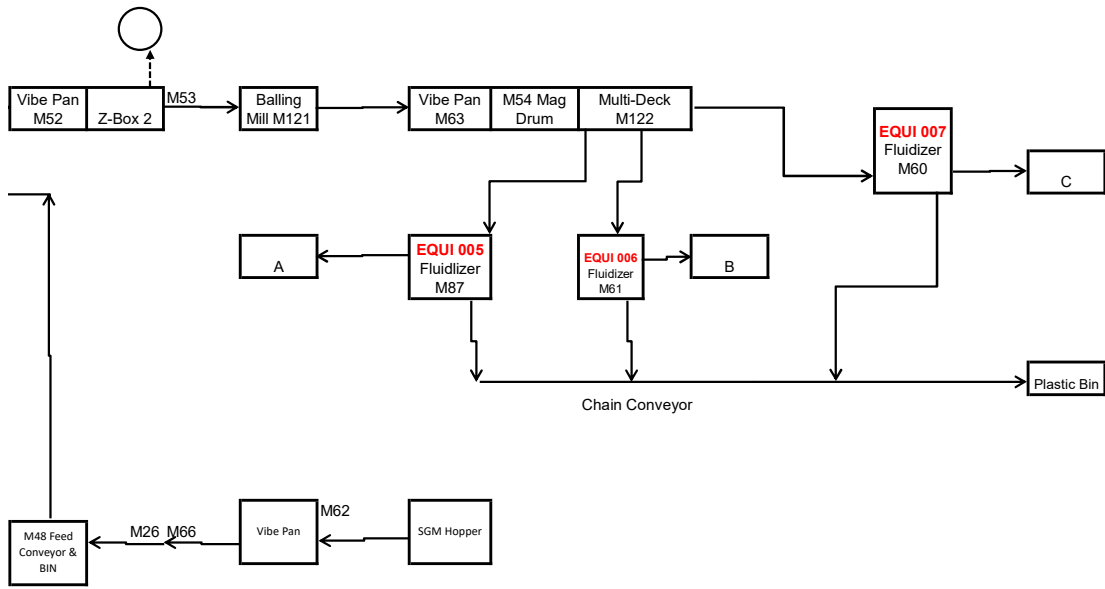 Vibe Pan
M52
Z-Box 2
M53
Balling
Mill M121
Vibe Pan
M63
M54 Mag
Drum
Multi-Deck
M122
EQUI 007
Fluidizer
M60
C
A
EQUI 005
Fluidlizer
M87
EQUI 006
Fluidizer
M61
B
Plastic Bin
Chain Conveyor
M48 Feed
Conveyor &
BIN
M26 M66
Vibe Pan
M62
SGM Hopper